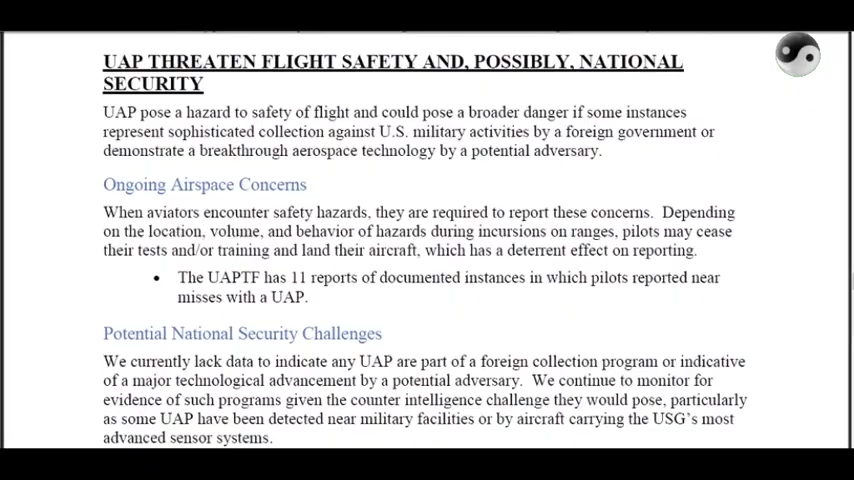 UAP THREATEN FLIGHT SAFETY AND, POSSIBLY, NATIONAL
SECURITY
UAP pose a hazard to safety of flight and could pose a broader danger if some instances
represent sophisticated collection against U.S. military activities by a foreign government or
demonstrate a breakthrough aerospace technology by a potential adversary.
Ongoing Airspace Concerns
When aviators encounter safety hazards, they are required to report these concerns. Depending
on the location, volume, and behavior of hazards during incursions on ranges, pilots may cease
their tests and/or training and land their aircraft, which has a deterrent effect on reporting.
• The UAPTF has 11 reports of documented instances in which pilots reported near
misses with a UAP.
Potential National Security Challenges
We currently lack data to indicate any UAP are part of a foreign collection program or indicative
of a major technological advancement by a potential adversary. We continue to monitor for
evidence of such programs given the counter intelligence challenge they would pose, particularly
as some UAP have been detected near military facilities or by aircraft carrying the USG's most
advanced sensor systems.